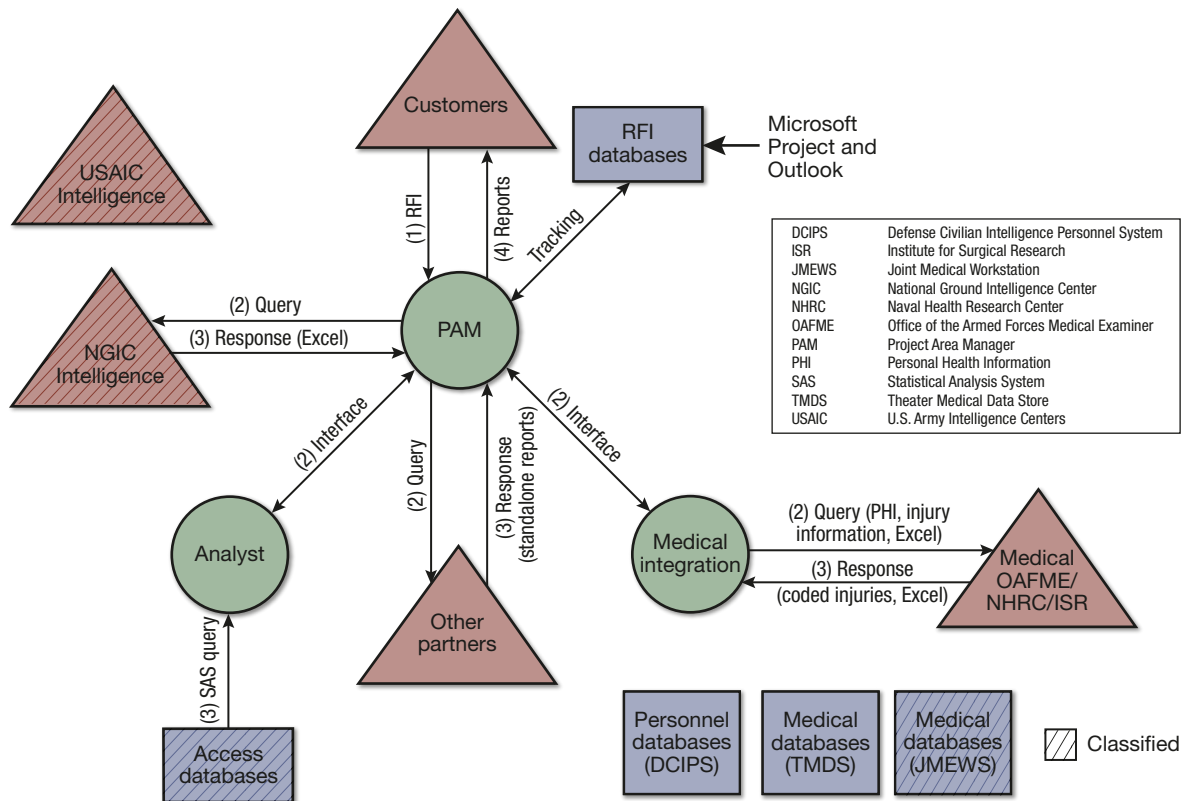 Customers
RFI
databases
Microsoft
Project and
Outlook
USAIC
Intelligence
(1) RFI
(4) Reports
Tracking
DCIPS Defense Civilian Intelligence Personnel System
ISR Institute for Surgical Research
JMEWS Joint Medical Workstation
NGIC National Ground Intelligence Center
NHRC Naval Health Research Center
OAFME Office of the Armed Forces Medical Examiner
PAM Project Area Manager
PHI Personal Health Information
SAS Statistical Analysis System
TMDS Theater Medical Data Store
USAIC U.S. Army Intelligence Centers
(2) Query
(3) Response (Excel)
PAM
NGIC
Intelligence
(2) Interface
(2) Query
(3) Response
(standalone reports)
(2) Interface
Analyst
Medical
integration
(2) Query (PHI, injury
information, Excel)
(3) Response
(coded injuries, Excel)
Medical
OAFME/
NHRC/ISR
Other
partners
(3) SAS query
Access
databases
Personnel
databases
(DCIPS)
Medical
databases
(TMDS)
Medical
databases
(JMEWS)
Classified